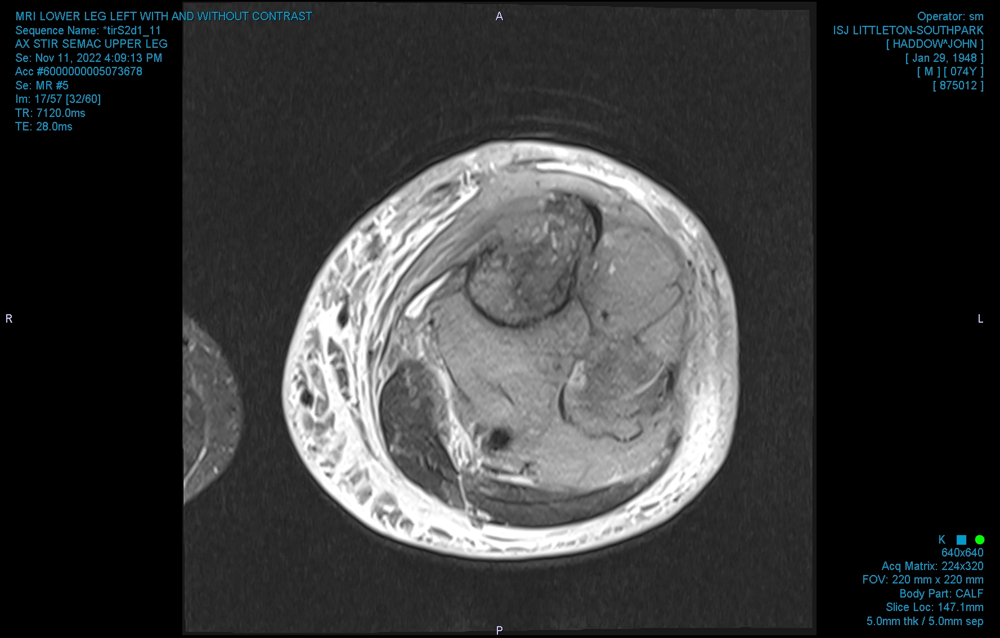 MRI LOWER LEG LEFT WITH AND WITHOUT CONTRAST
Sequence Name: *tirS2d1_11
AX STIR SEMAC UPPER LEG
Se: Nov 11, 2022 4:09:13 PM
Acc #6000000005073678
Se: MR #5
Im: 17/57 [32/60]
TR: 7120.0ms
TE: 28.0ms
A
Operator: sm
ISJ LITTLETON-SOUTHPARK
[ HADDOW^JOHN ]
[ Jan 29, 1948 ]
[ M ] [ 074Y ]
[ 875012 ]
R
L
K
640x640
Acq Matrix: 224x320
FOV: 220 mm x 220 mm
Body Part: CALF
Slice Loc: 147.1mm
5.0mm thk / 5.0mm sep
P